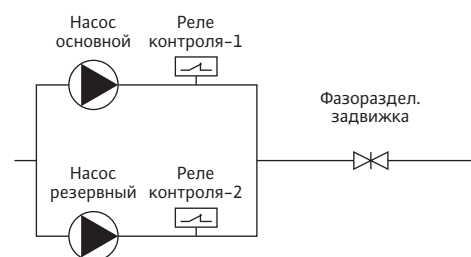 Насос
основной
Реле
контроля–1
Фазораздел.
задвижка
Насос
резервный
Реле
контроля–2